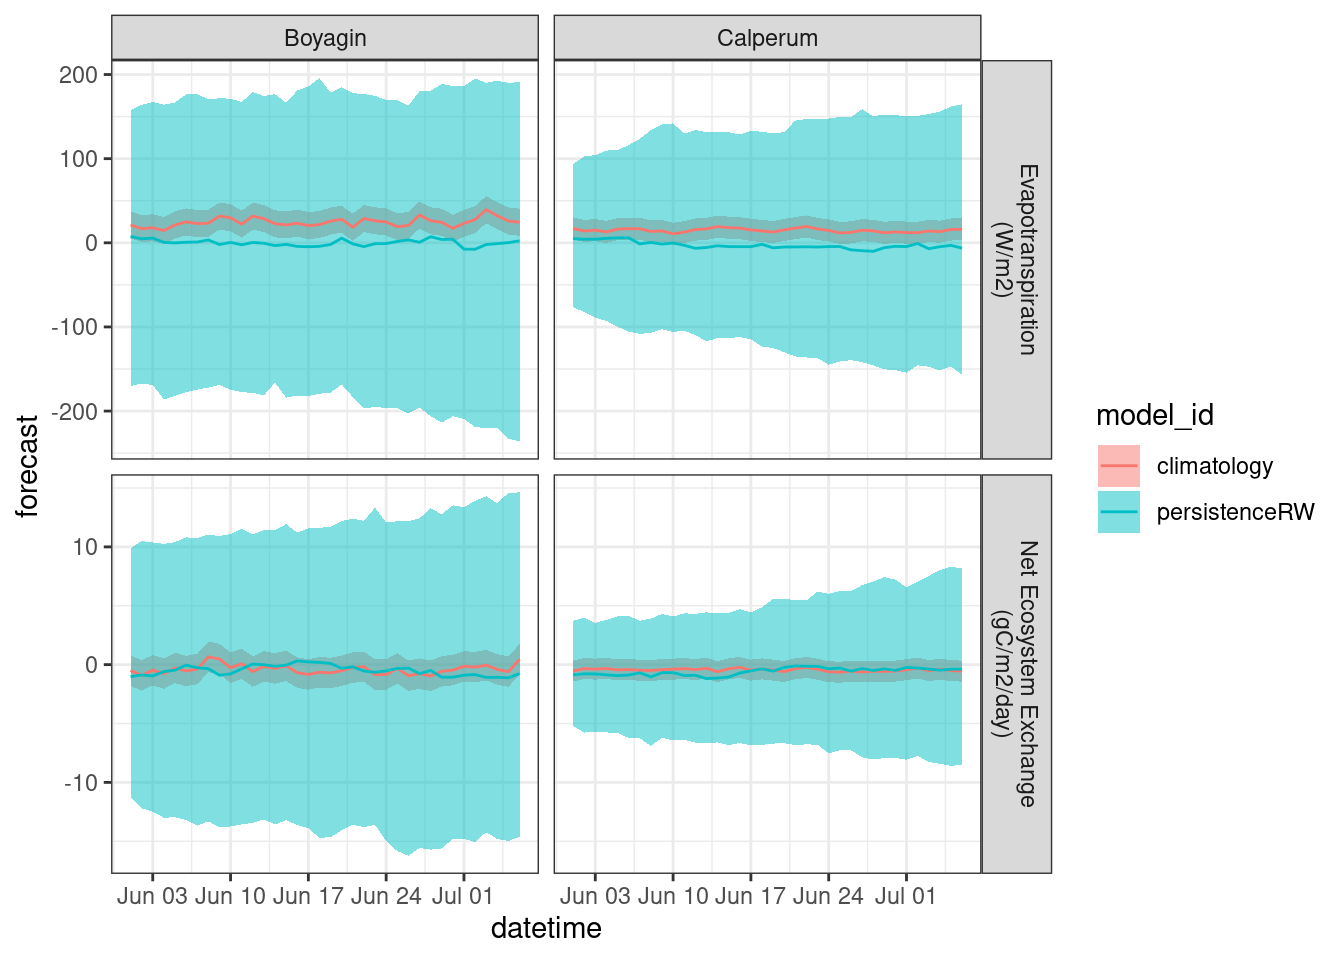 Boyagin
Calperum
200
100
0
-100
-200
Evapotranspiration
(W/m2)
10
0
-10
Net Ecosystem Exchange
(gC/m2/day)
forecast
Jun 03 Jun 10 Jun 17 Jun 24 Jul 01
Jun 03 Jun 10 Jun 17 Jun 24 Jul 01
datetime
model_id
climatology
persistenceRW